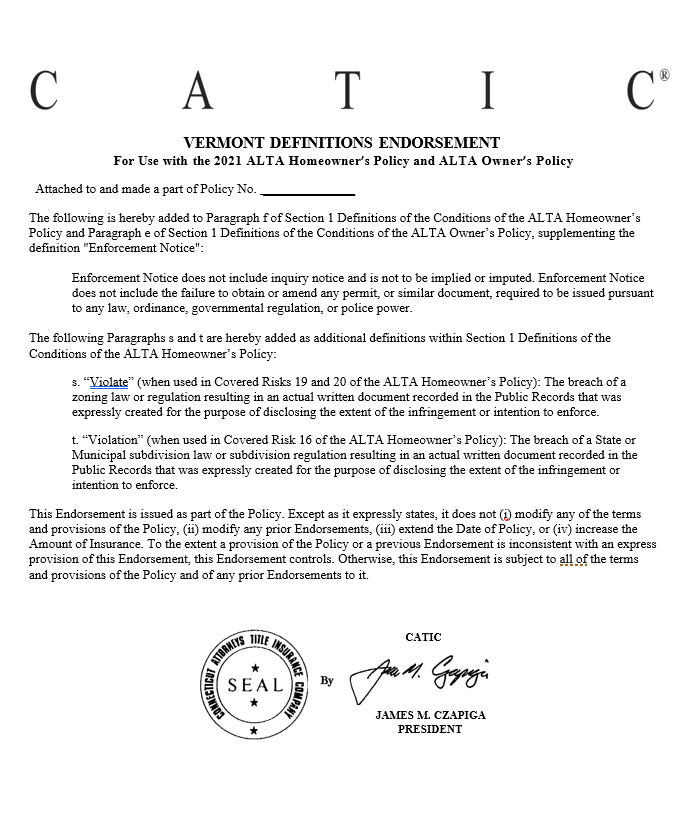 C A T I C®
VERMONT DEFINITIONS ENDORSEMENT
For Use with the 2021 ALTA Homeowner's Policy and ALTA Owner's Policy
Attached to and made a part of Policy No. _______________
The following is hereby added to Paragraph f of Section 1 Definitions of the Conditions of the ALTA Homeowner's
Policy and Paragraph e of Section 1 Definitions of the Conditions of the ALTA Owner's Policy, supplementing the
definition "Enforcement Notice":
Enforcement Notice does not include inquiry notice and is not to be implied or imputed. Enforcement Notice
does not include the failure to obtain or amend any permit, or similar document, required to be issued pursuant
to any law, ordinance, governmental regulation, or police power.
The following Paragraphs s and t are hereby added as additional definitions within Section 1 Definitions of the
Conditions of the ALTA Homeowner's Policy:
s. “Violate” (when used in Covered Risks 19 and 20 of the ALTA Homeowner's Policy): The breach of a
zoning law or regulation resulting in an actual written document recorded in the Public Records that was
expressly created for the purpose of disclosing the extent of the infringement or intention to enforce.
t. “Violation” (when used in Covered Risk 16 of the ALTA Homeowner's Policy): The breach of a State or
Municipal subdivision law or subdivision regulation resulting in an actual written document recorded in the
Public Records that was expressly created for the purpose of disclosing the extent of the infringement or
intention to enforce.
This Endorsement is issued as part of the Policy. Except as it expressly states, it does not (i) modify any of the terms
and provisions of the Policy, (ii) modify any prior Endorsements, (iii) extend the Date of Policy, or (iv) increase the
Amount of Insurance. To the extent a provision of the Policy or a previous Endorsement is inconsistent with an express
provision of this Endorsement, this Endorsement controls. Otherwise, this Endorsement is subject to all of the terms
and provisions of the Policy and of any prior Endorsements to it.
CONNECTICUT ATTORNEYS TITLE INSURANCE COMPANY
SEAL
CATIC
By James M. Czapiga
JAMES M. CZAPIGA
PRESIDENT